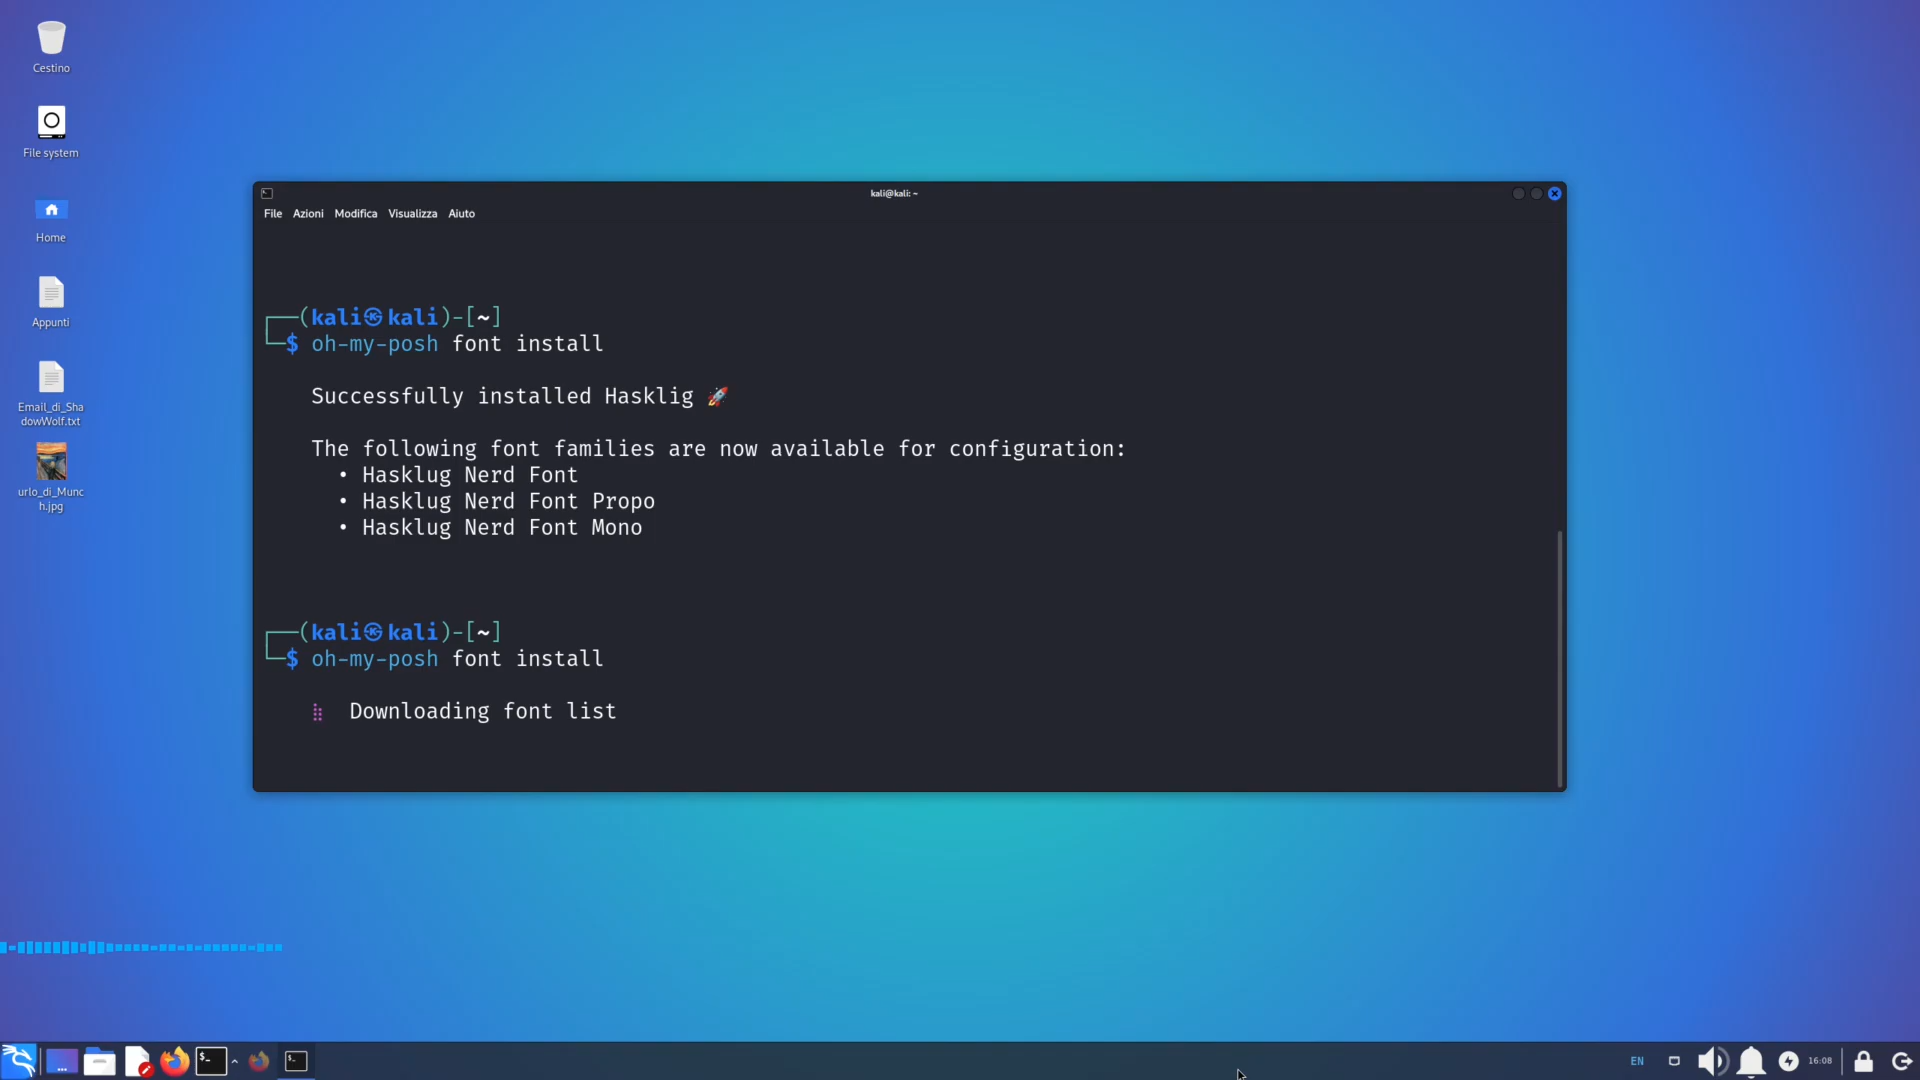 Cestino
File system
Home
Appunti
Email_di_Sha
dowWolf.txt
urlo_di_Munc
h.jpg
kali@kali: ~
File Azioni Modifica Visualizza Aiuto
┌──(kali㉿kali)-[~]
└─$ oh-my-posh font install
Successfully installed Hasklig 🚀
The following font families are now available for configuration:
• Hasklug Nerd Font
• Hasklug Nerd Font Propo
• Hasklug Nerd Font Mono
┌──(kali㉿kali)-[~]
└─$ oh-my-posh font install
Downloading font list
EN
16:08